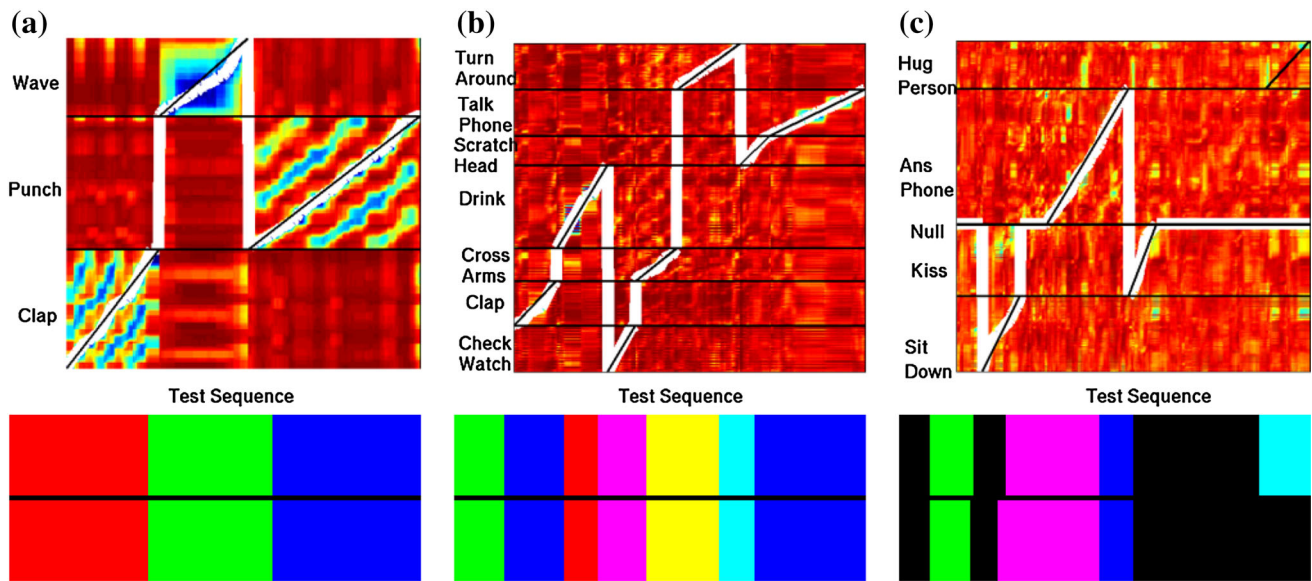 (a)
Wave
Punch
Clap
Test Sequence
(b)
Turn
Around
Talk
Phone
Scratch
Head
Drink
Cross
Arms
Clap
Check
Watch
Test Sequence
(c)
Hug
Person
Ans
Phone
Null
Kiss
Sit
Down
Test Sequence